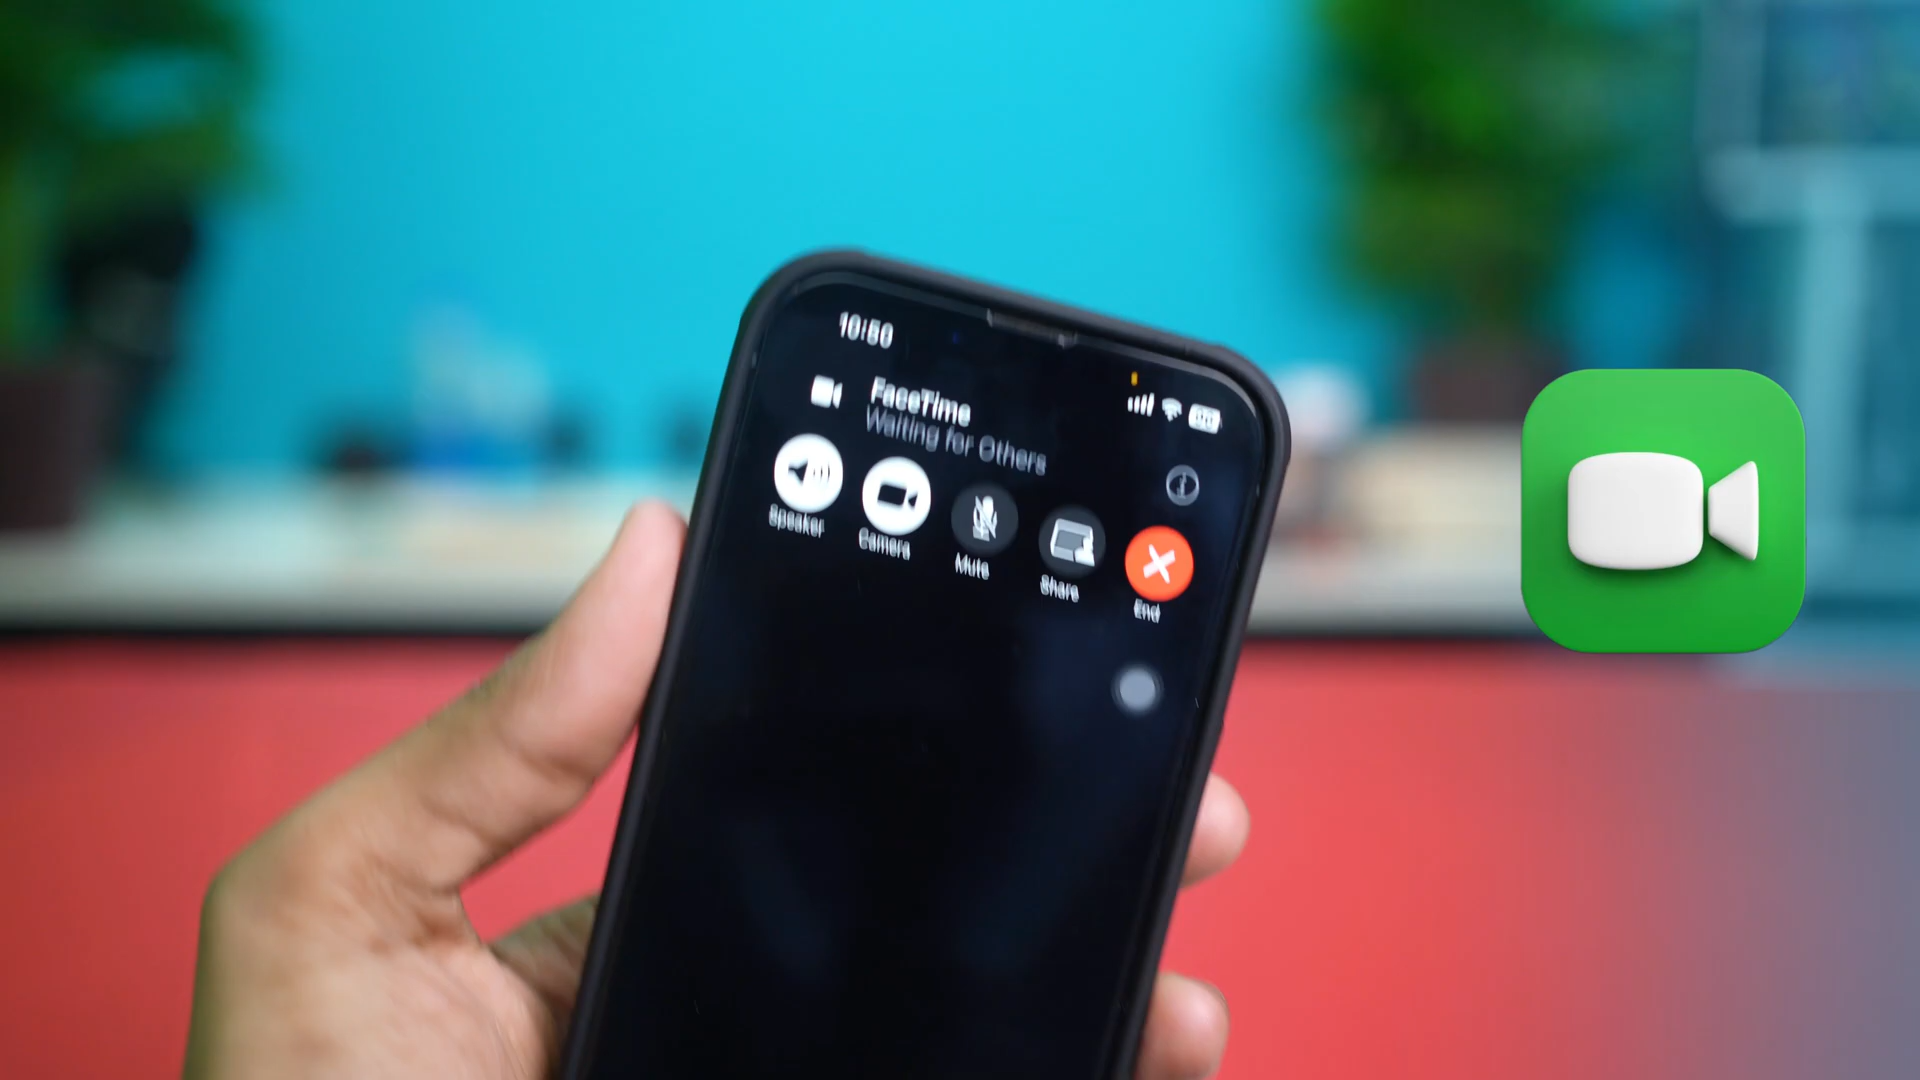 10:50
FaceTime
Waiting for Others
Speaker
Camera
Mute
Share
End